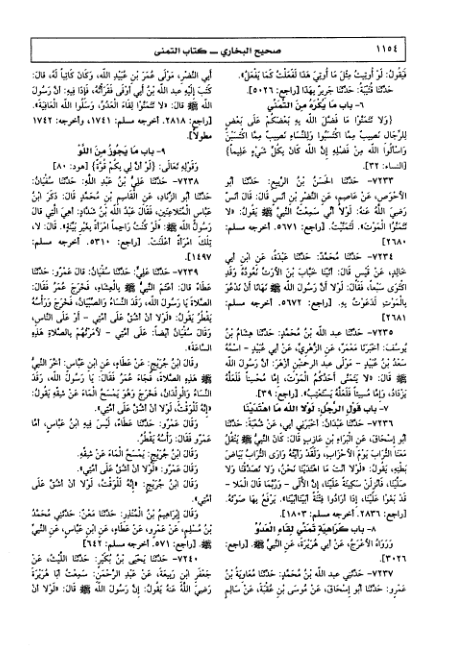 ١١٥٤
صحيح البخاري ــ كتاب التمنى
فَيَقُولُ: لَوْ أُوتِيتُ مِثْلَ مَا أُوتِيَ هَذَا لَفَعَلْتُ كَمَا يَفْعَلُ».
حَدَّثَنَا قُتَيْبَةُ: حَدَّثَنَا جَرِيرٌ بِهَذَا [راجع: ٥٠٢٦].
٦- باب مَا يُكْرَهُ مِنَ التَّمَنِّي
﴿وَلَا تَتَمَنَّوْا مَا فَضَّلَ اللَّهُ بِهِ بَعْضَكُمْ عَلَى بَعْضٍ
لِلرِّجَالِ نَصِيبٌ مِمَّا اكْتَسَبُوا وَلِلنِّسَاءِ نَصِيبٌ مِمَّا اكْتَسَبْنَ
وَاسْأَلُوا اللَّهَ مِنْ فَضْلِهِ إِنَّ اللَّهَ كَانَ بِكُلِّ شَيْءٍ عَلِيمًا﴾
[النساء: ٣٢].
٧٢٣٣- حَدَّثَنَا الْحَسَنُ بْنُ الرَّبِيعِ: حَدَّثَنَا أَبُو
الْأَحْوَصِ، عَنْ عَاصِمٍ، عَنِ النَّضْرِ بْنِ أَنَسٍ قَالَ: قَالَ أَنَسٌ
رَضِيَ اللَّهُ عَنْهُ: لَوْلَا أَنِّي سَمِعْتُ النَّبِيَّ ﷺ يَقُولُ: «لَا
تَتَمَنَّوُا الْمَوْتَ». لَتَمَنَّيْتُ. [راجع: ٥٦٧١. أخرجه مسلم:
٢٦٨٠]
٧٢٣٤- حَدَّثَنَا مُحَمَّدٌ: حَدَّثَنَا عَبْدَةُ، عَنِ ابْنِ أَبِي
خَالِدٍ، عَنْ قَيْسٍ قَالَ: أَتَيْنَا خَبَّابَ بْنَ الْأَرَتِّ نَعُودُهُ وَقَدِ
اكْتَوَى سَبْعًا، فَقَالَ: لَوْلَا أَنَّ رَسُولَ اللَّهِ ﷺ نَهَانَا أَنْ نَدْعُوَ
بِالْمَوْتِ لَدَعَوْتُ بِهِ. [راجع: ٥٦٧٢. أخرجه مسلم:
٢٦٨١]
٧٢٣٥- حَدَّثَنَا عبد الله بْنُ مُحَمَّدٍ: حَدَّثَنَا هِشَامُ بْنُ
يُوسُفَ: أَخْبَرَنَا مَعْمَرٌ، عَنِ الزُّهْرِيِّ، عَنْ أَبِي عُبَيْدٍ - اسْمُهُ
سَعْدُ بْنُ عُبَيْدٍ - مَوْلَى عبد الرحمن بْنِ أَزْهَرَ: أَنَّ رَسُولَ اللَّهِ
ﷺ قَالَ: «لَا يَتَمَنَّى أَحَدُكُمُ الْمَوْتَ، إِمَّا مُحْسِنًا فَلَعَلَّهُ
يَزْدَادُ، وَإِمَّا مُسِيئًا فَلَعَلَّهُ يَسْتَعْتِبُ». [راجع: ٣٩].
٧- باب قَوْلِ الرَّجُلِ: لَوْلَا اللَّهُ مَا اهْتَدَيْنَا
٧٢٣٦- حَدَّثَنَا عَبْدَانُ: أَخْبَرَنِي أَبِي، عَنْ شُعْبَةَ: حَدَّثَنَا
أَبُو إِسْحَاقَ، عَنِ الْبَرَاءِ بْنِ عَازِبٍ قَالَ: كَانَ النَّبِيُّ ﷺ يَنْقُلُ
مَعَنَا التُّرَابَ يَوْمَ الْأَحْزَابِ، وَلَقَدْ رَأَيْتُهُ وَارَى التُّرَابُ بَيَاضَ
بَطْنِهِ، يَقُولُ: «لَوْلَا أَنْتَ مَا اهْتَدَيْنَا نَحْنُ، وَلَا تَصَدَّقْنَا وَلَا
صَلَّيْنَا، فَأَنْزِلَنْ سَكِينَةً عَلَيْنَا، إِنَّ الْأُلَى - وَرُبَّمَا قَالَ الْمَلَا -
قَدْ بَغَوْا عَلَيْنَا، إِذَا أَرَادُوا فِتْنَةً أَبَيْنَا أَبَيْنَا». يَرْفَعُ بِهَا صَوْتَهُ.
[راجع: ٢٨٣٦. أخرجه مسلم: ١٨٠٣].
٨- باب كَرَاهِيَةِ تَمَنِّي لِقَاءِ الْعَدُوِّ
وَرَوَاهُ الْأَعْرَجُ، عَنْ أَبِي هُرَيْرَةَ، عَنِ النَّبِيِّ ﷺ [راجع:
٣٠٢٦].
٧٢٣٧- حَدَّثَنِي عبد الله بْنُ مُحَمَّدٍ: حَدَّثَنَا مُعَاوِيَةُ بْنُ
عَمْرٍو: حَدَّثَنَا أَبُو إِسْحَاقَ، عَنْ مُوسَى بْنِ عُقْبَةَ، عَنْ سَالِمٍ
أَبِي النَّضْرِ، مَوْلَى عُمَرَ بْنِ عُبَيْدِ اللَّهِ، وَكَانَ كَاتِبًا لَهُ، قَالَ:
كَتَبَ إِلَيْهِ عَبْدُ اللَّهِ بْنُ أَبِي أَوْفَى فَقَرَأْتُهُ، فَإِذَا فِيهِ: أَنَّ رَسُولَ
اللَّهِ ﷺ قَالَ: «لَا تَتَمَنَّوْا لِقَاءَ الْعَدُوِّ، وَسَلُوا اللَّهَ الْعَافِيَةَ».
[راجع: ٢٨١٨. أخرجه مسلم: ١٧٤١، وأخرجه: ١٧٤٢
مطولاً].
٩- باب مَا يَجُوزُ مِنَ اللَّوْ
وَقَوْلِهِ تَعَالَى: ﴿لَوْ أَنَّ لِي بِكُمْ قُوَّةً﴾ [هود: ٨٠]
٧٢٣٨- حَدَّثَنَا عَلِيُّ بْنُ عَبْدِ اللَّهِ: حَدَّثَنَا سُفْيَانُ:
حَدَّثَنَا أَبُو الزِّنَادِ، عَنِ الْقَاسِمِ بْنِ مُحَمَّدٍ قَالَ: ذَكَرَ ابْنُ
عَبَّاسٍ الْمُتَلَاعِنَيْنِ، فَقَالَ عَبْدُ اللَّهِ بْنُ شَدَّادٍ: أَهِيَ الَّتِي قَالَ
رَسُولُ اللَّهِ ﷺ: «لَوْ كُنْتُ رَاجِمًا امْرَأَةً بِغَيْرِ بَيِّنَةٍ». قَالَ: لَا،
تِلْكَ امْرَأَةٌ أَعْلَنَتْ. [راجع: ٥٣١٠. أخرجه مسلم:
١٤٩٧].
٧٢٣٩- حَدَّثَنَا عَلِيٌّ: حَدَّثَنَا سُفْيَانُ: قَالَ عَمْرٌو: حَدَّثَنَا
عَطَاءٌ قَالَ: أَعْتَمَ النَّبِيُّ ﷺ بِالْعِشَاءِ، فَخَرَجَ عُمَرُ فَقَالَ:
الصَّلَاةَ يَا رَسُولَ اللَّهِ، رَقَدَ النِّسَاءُ وَالصِّبْيَانُ، فَخَرَجَ وَرَأْسُهُ
يَقْطُرُ يَقُولُ: «لَوْلَا أَنْ أَشُقَّ عَلَى أُمَّتِي - أَوْ عَلَى النَّاسِ،
وَقَالَ سُفْيَانُ أَيْضًا: عَلَى أُمَّتِي - لَأَمَرْتُهُمْ بِالصَّلَاةِ هَذِهِ
السَّاعَةَ».
وقَالَ ابْنُ جُرَيْجٍ: عَنْ عَطَاءٍ، عَنِ ابْنِ عَبَّاسٍ: أَخَّرَ النَّبِيُّ
ﷺ هَذِهِ الصَّلَاةَ، فَجَاءَ عُمَرُ فَقَالَ: يَا رَسُولَ اللَّهِ، رَقَدَ
النِّسَاءُ وَالْوِلْدَانُ، فَخَرَجَ وَهُوَ يَمْسَحُ الْمَاءَ عَنْ شِقِّهِ يَقُولُ:
«إِنَّهُ لَلْوَقْتُ، لَوْلَا أَنْ أَشُقَّ عَلَى أُمَّتِي».
وَقَالَ عَمْرٌو: حَدَّثَنَا عَطَاءٌ، لَيْسَ فِيهِ ابْنُ عَبَّاسٍ، أَمَّا
عَمْرٌو فَقَالَ: رَأْسُهُ يَقْطُرُ.
وَقَالَ ابْنُ جُرَيْجٍ: يَمْسَحُ الْمَاءَ عَنْ شِقِّهِ.
وَقَالَ عَمْرٌو: «لَوْلَا أَنْ أَشُقَّ عَلَى أُمَّتِي».
وَقَالَ ابْنُ جُرَيْجٍ: «إِنَّهُ لَلْوَقْتُ، لَوْلَا أَنْ أَشُقَّ عَلَى
أُمَّتِي».
وَقَالَ إِبْرَاهِيمُ بْنُ الْمُنْذِرِ: حَدَّثَنَا مَعْنٌ: حَدَّثَنِي مُحَمَّدُ
بْنُ مُسْلِمٍ، عَنْ عَمْرٍو، عَنْ عَطَاءٍ، عَنِ ابْنِ عَبَّاسٍ، عَنِ النَّبِيِّ
ﷺ. [راجع: ٥٧١. أخرجه مسلم: ٦٤٢]
٧٢٤٠- حَدَّثَنَا يَحْيَى بْنُ بُكَيْرٍ: حَدَّثَنَا اللَّيْثُ، عَنْ
جَعْفَرِ ابْنِ رَبِيعَةَ، عَنْ عَبْدِ الرَّحْمَنِ: سَمِعْتُ أَبَا هُرَيْرَةَ
رَضِيَ اللَّهُ عَنْهُ يَقُولُ: إِنَّ رَسُولَ اللَّهِ ﷺ قَالَ: «لَوْلَا أَنْ